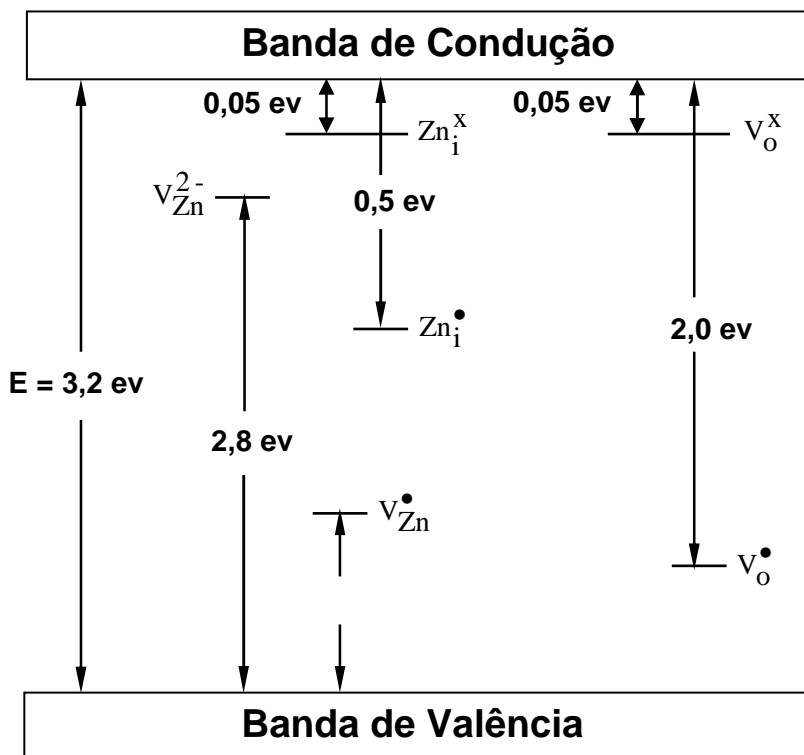 Banda de Condução
0,05 ev
0,05 ev
Zn_i^x
V_o^x
V_Zn^2-
0,5 ev
Zn_i^•
2,0 ev
E = 3,2 ev
2,8 ev
V_Zn^•
V_o^•
Banda de Valência